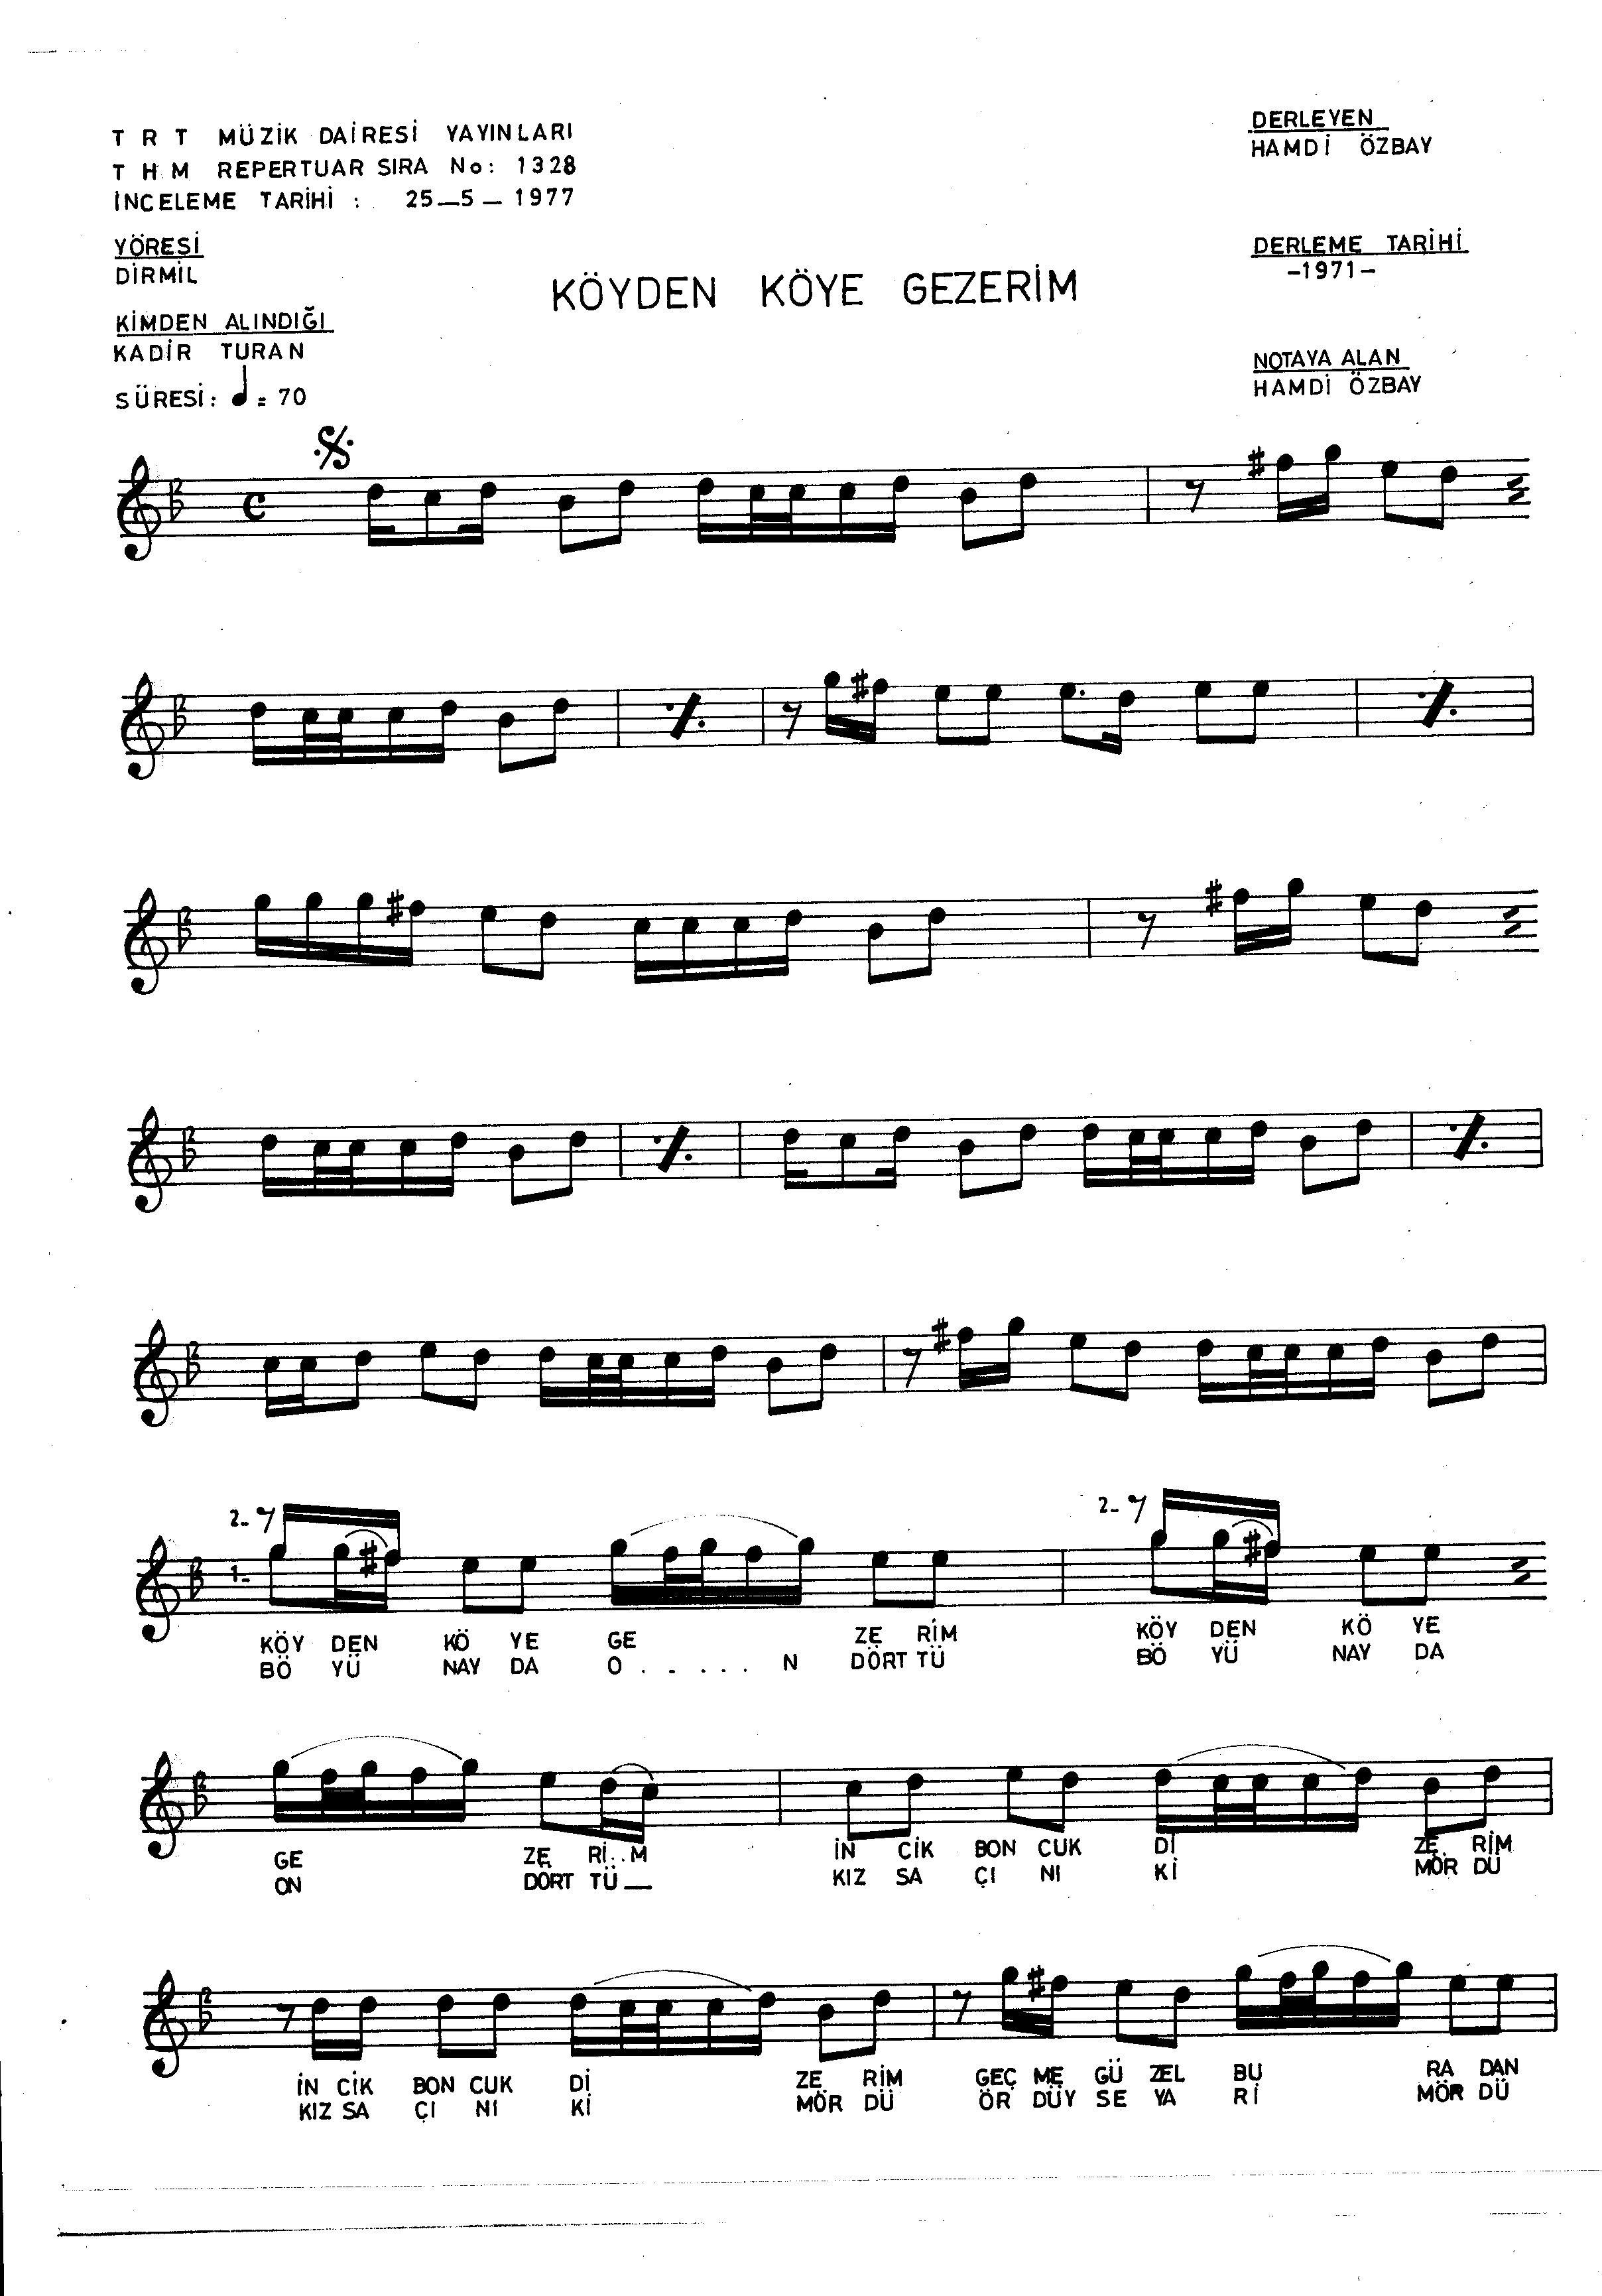 T R T MÜZİK DAİRESİ YAYINLARI
T H M REPERTUAR SIRA No: 1328
İNCELEME TARİHİ : 25_5_1977
YÖRESİ
DİRMİL
KİMDEN ALINDIĞI
KADİR TURAN
SÜRESİ: ♩ = 70
KÖYDEN KÖYE GEZERİM
DERLEYEN
HAMDİ ÖZBAY
DERLEME TARİHİ
-1971-
NOTAYA ALAN
HAMDİ ÖZBAY
2- 2-
1-
KÖY DEN KÖ YE GE ZE RİM KÖY DEN KÖ YE
BÖ YÜ NAY DA O . . . . . N DÖRT TÜ BÖ YÜ NAY DA
GE ZE Rİ . . M İN CİK BON CUK Dİ ZE RİM
ON DÖRT TÜ _ KIZ SA ÇI NI Kİ MÖR DÜ
İN CİK BON CUK Dİ ZE RİM GEÇ ME GÜ ZEL BU RA DAN
KIZ SA ÇI NI Kİ MÖR DÜ ÖR DÜY SE YA Rİ MÖR DÜ